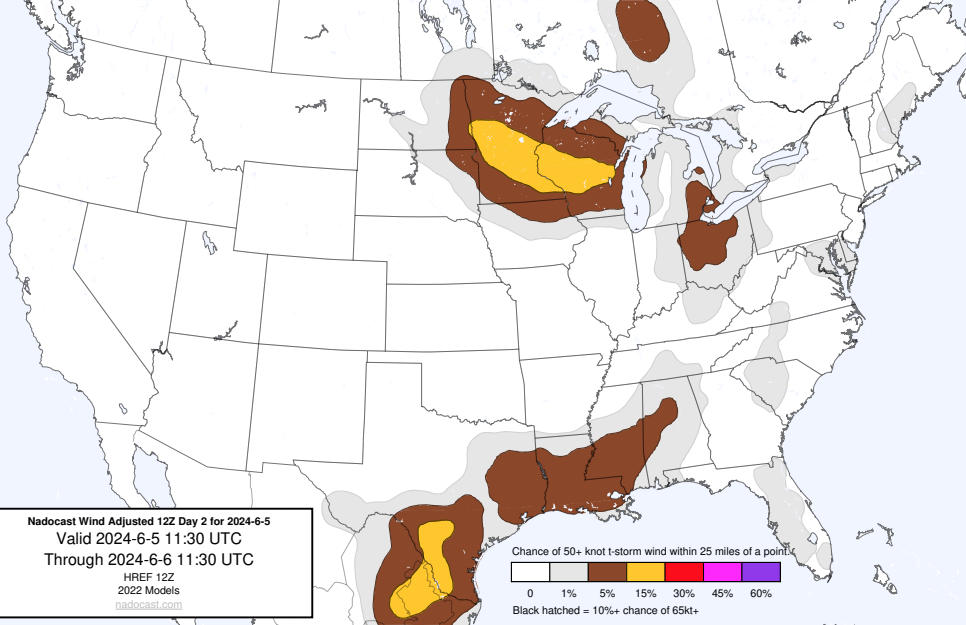 Nadocast Wind Adjusted 12Z Day 2 for 2024-6-5
Valid 2024-6-5 11:30 UTC
Through 2024-6-6 11:30 UTC
HREF 12Z
2022 Models
nadocast.com
Chance of 50+ knot t-storm wind within 25 miles of a point.
0 1% 5% 15% 30% 45% 60%
Black hatched = 10%+ chance of 65kt+